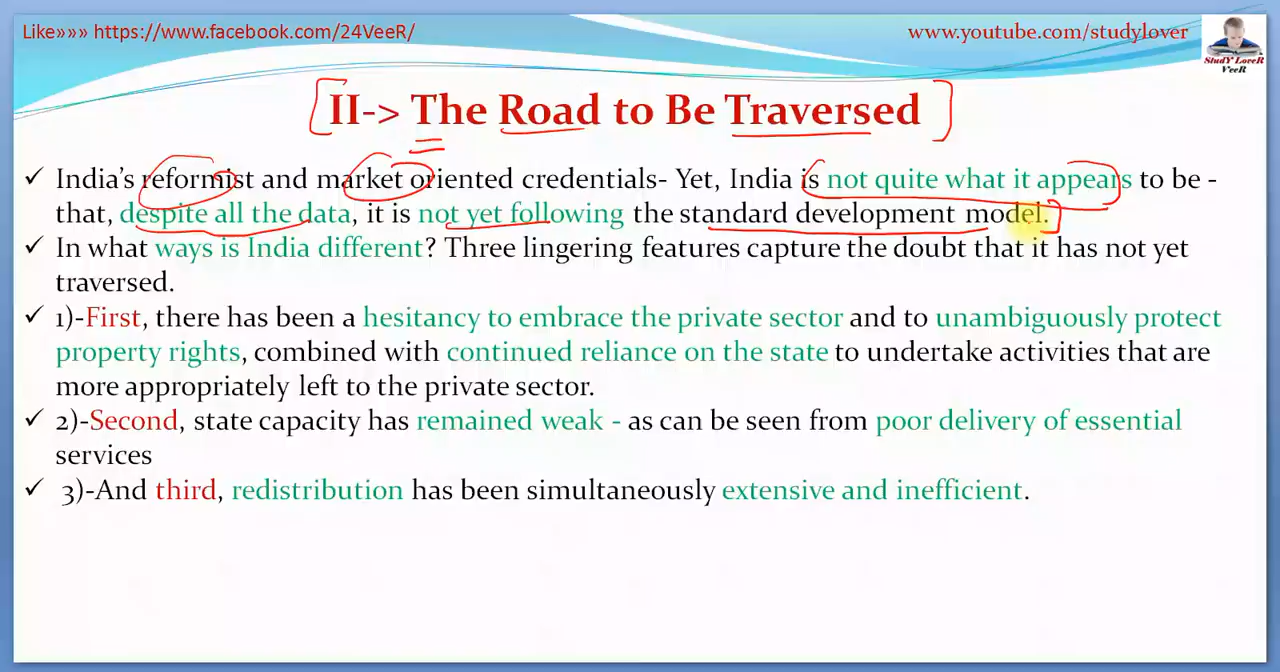 Like»»» https://www.facebook.com/24VeeR/
www.youtube.com/studylover
StudY LoveR
VeeR
II-> The Road to Be Traversed
✓ India's reformist and market oriented credentials- Yet, India is not quite what it appears to be -
that, despite all the data, it is not yet following the standard development model.
✓ In what ways is India different? Three lingering features capture the doubt that it has not yet
traversed.
✓ 1)-First, there has been a hesitancy to embrace the private sector and to unambiguously protect
property rights, combined with continued reliance on the state to undertake activities that are
more appropriately left to the private sector.
✓ 2)-Second, state capacity has remained weak - as can be seen from poor delivery of essential
services
✓ 3)-And third, redistribution has been simultaneously extensive and inefficient.